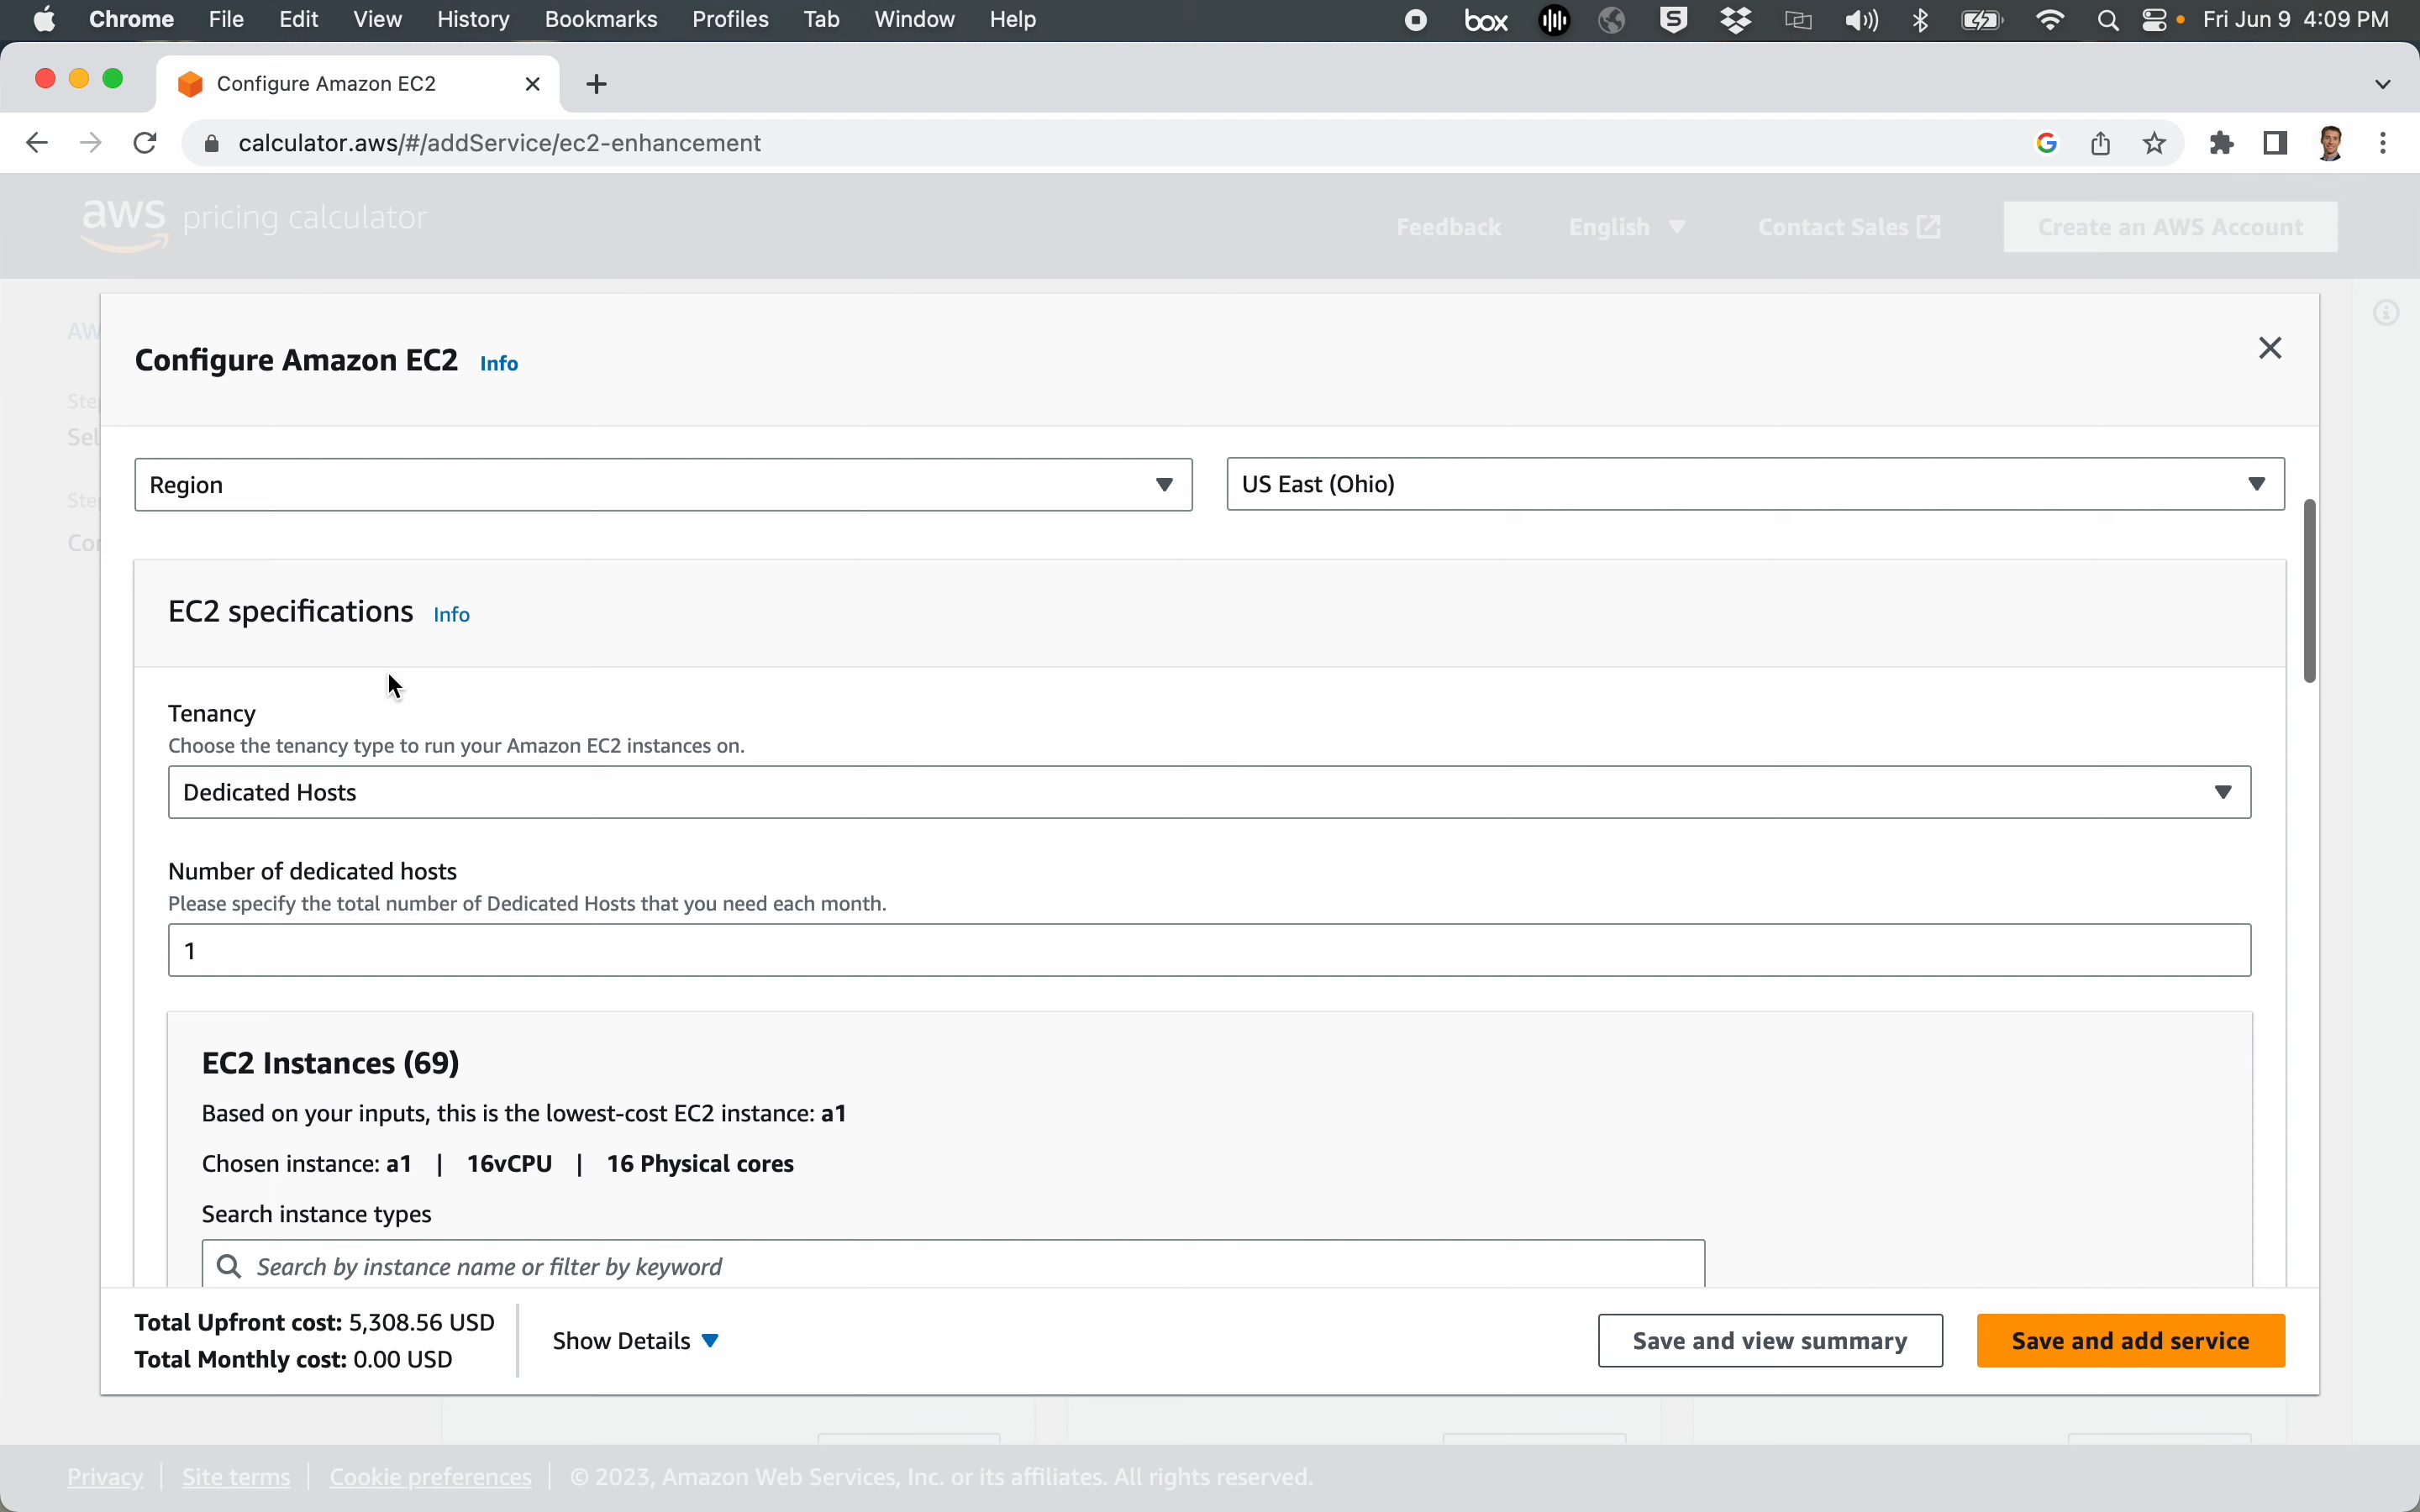 Chrome File Edit View History Bookmarks Profiles Tab Window Help box S Fri Jun 9 4:09 PM
Configure Amazon EC2
calculator.aws/#/addService/ec2-enhancement
aws pricing calculator Feedback English Contact Sales Create an AWS Account
AW
Configure Amazon EC2 Info
Step
Sel
Region US East (Ohio)
Step
Con
EC2 specifications Info
Tenancy
Choose the tenancy type to run your Amazon EC2 instances on.
Dedicated Hosts
Number of dedicated hosts
Please specify the total number of Dedicated Hosts that you need each month.
1
EC2 Instances (69)
Based on your inputs, this is the lowest-cost EC2 instance: a1
Chosen instance: a1 | 16vCPU | 16 Physical cores
Search instance types
Search by instance name or filter by keyword
Total Upfront cost: 5,308.56 USD
Total Monthly cost: 0.00 USD
Show Details
Save and view summary
Save and add service
Privacy | Site terms | Cookie preferences | © 2023, Amazon Web Services, Inc. or its affiliates. All rights reserved.